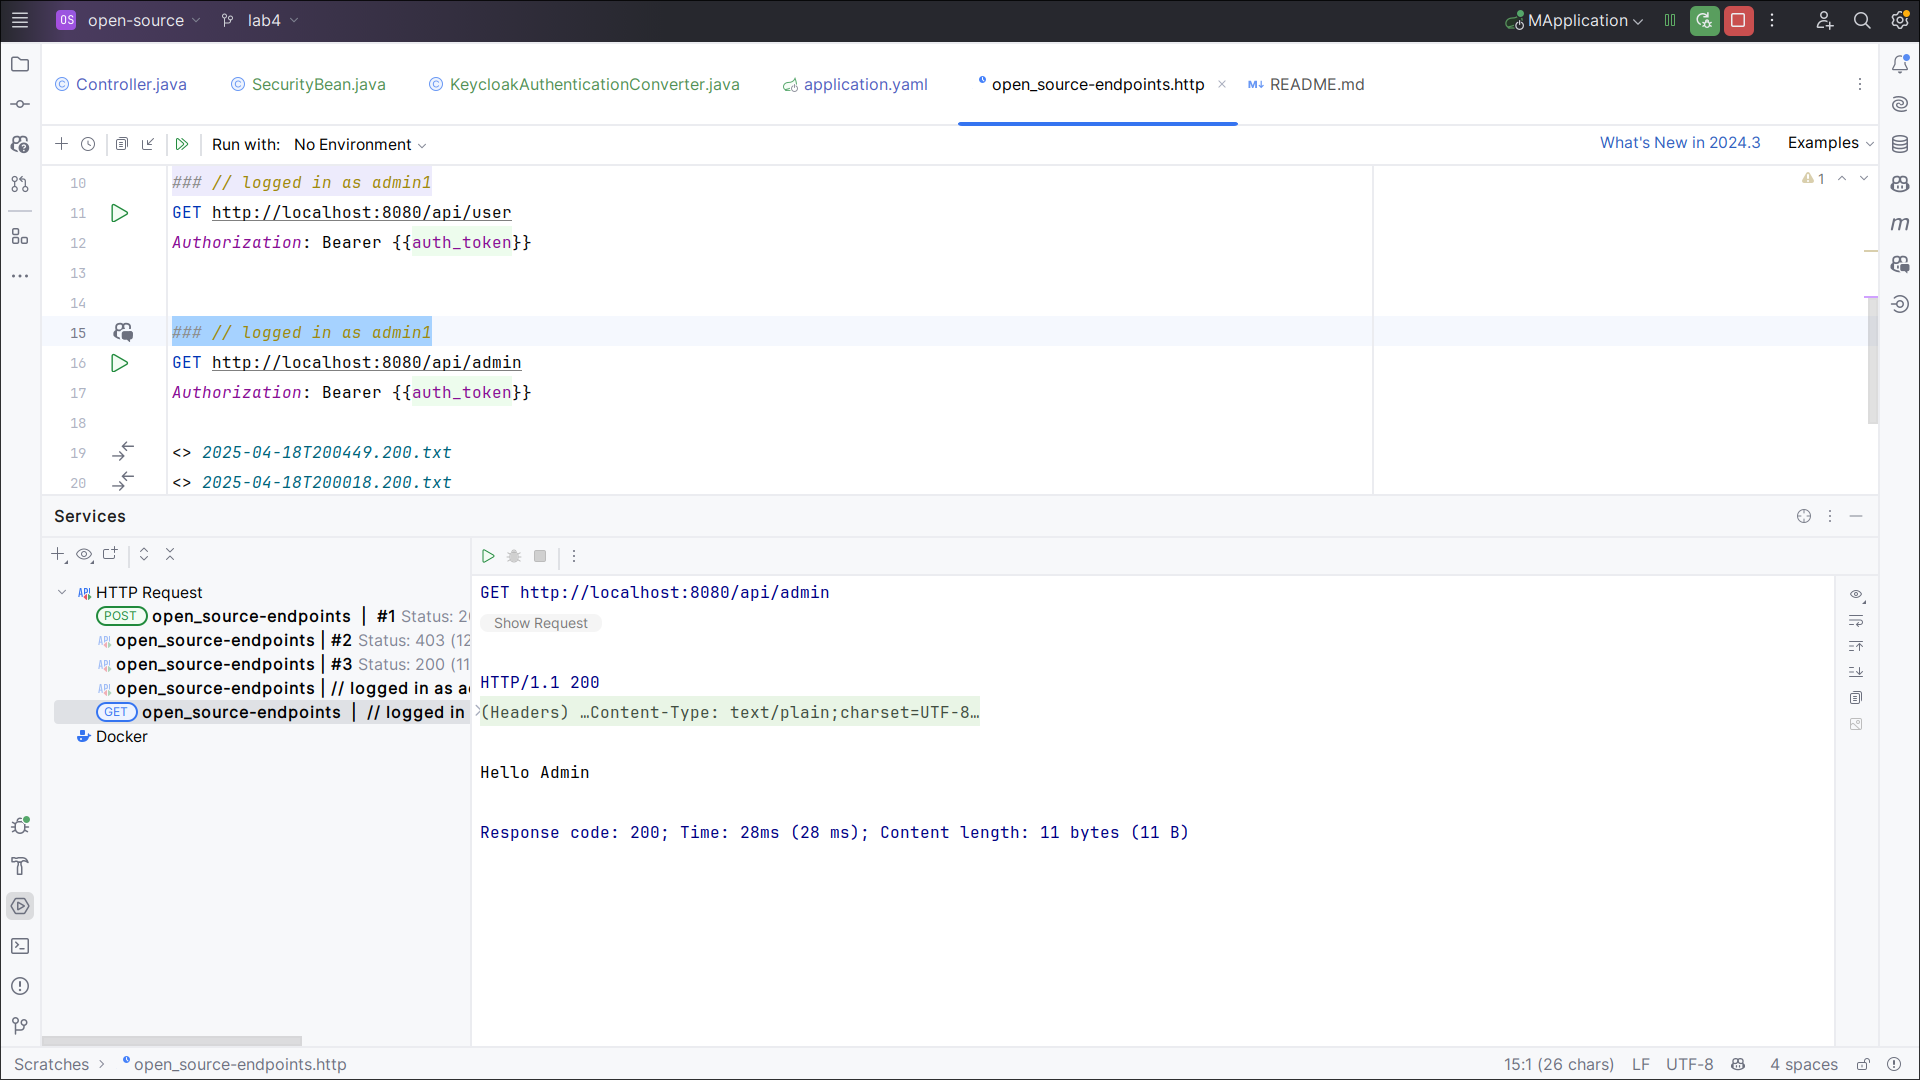 OS open-source lab4 MApplication
Controller.java SecurityBean.java KeycloakAuthenticationConverter.java application.yaml open_source-endpoints.http M↓ README.md
Run with: No Environment What's New in 2024.3 Examples
10 ### // logged in as admin1 1
11 GET http://localhost:8080/api/user
12 Authorization: Bearer {{auth_token}}
13
14
15 ### // logged in as admin1
16 GET http://localhost:8080/api/admin
17 Authorization: Bearer {{auth_token}}
18
19 <> 2025-04-18T200449.200.txt
20 <> 2025-04-18T200018.200.txt
Services
API HTTP Request
POST open_source-endpoints | #1 Status: 20
API open_source-endpoints | #2 Status: 403 (12
API open_source-endpoints | #3 Status: 200 (11
API open_source-endpoints | // logged in as a
GET open_source-endpoints | // logged in
Docker
GET http://localhost:8080/api/admin
Show Request
HTTP/1.1 200
(Headers) …Content-Type: text/plain;charset=UTF-8…
Hello Admin
Response code: 200; Time: 28ms (28 ms); Content length: 11 bytes (11 B)
m
Scratches open_source-endpoints.http 15:1 (26 chars) LF UTF-8 4 spaces